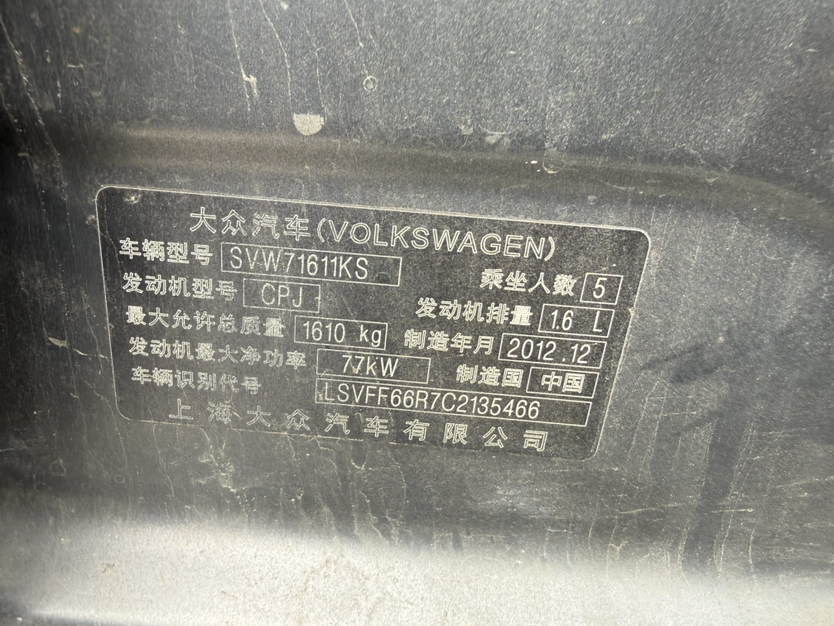 大众汽车(VOLKSWAGEN)
车辆型号 SVW71611KS 乘坐人数 5
发动机型号 CPJ 发动机排量 1.6 L
最大允许总质量 1610 kg 制造年月 2012.12
发动机最大净功率 77kW 制造国 中国
车辆识别代号 LSVFF66R7C2135466
上海大众汽车有限公司